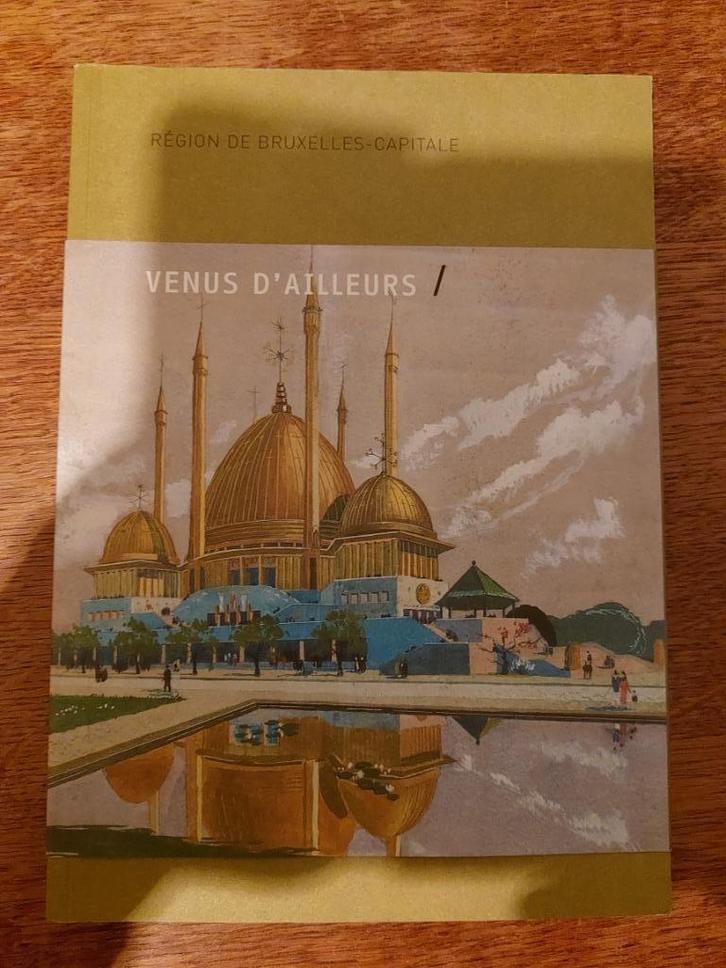 RÉGION DE BRUXELLES-CAPITALE
VENUS D'AILLEURS /